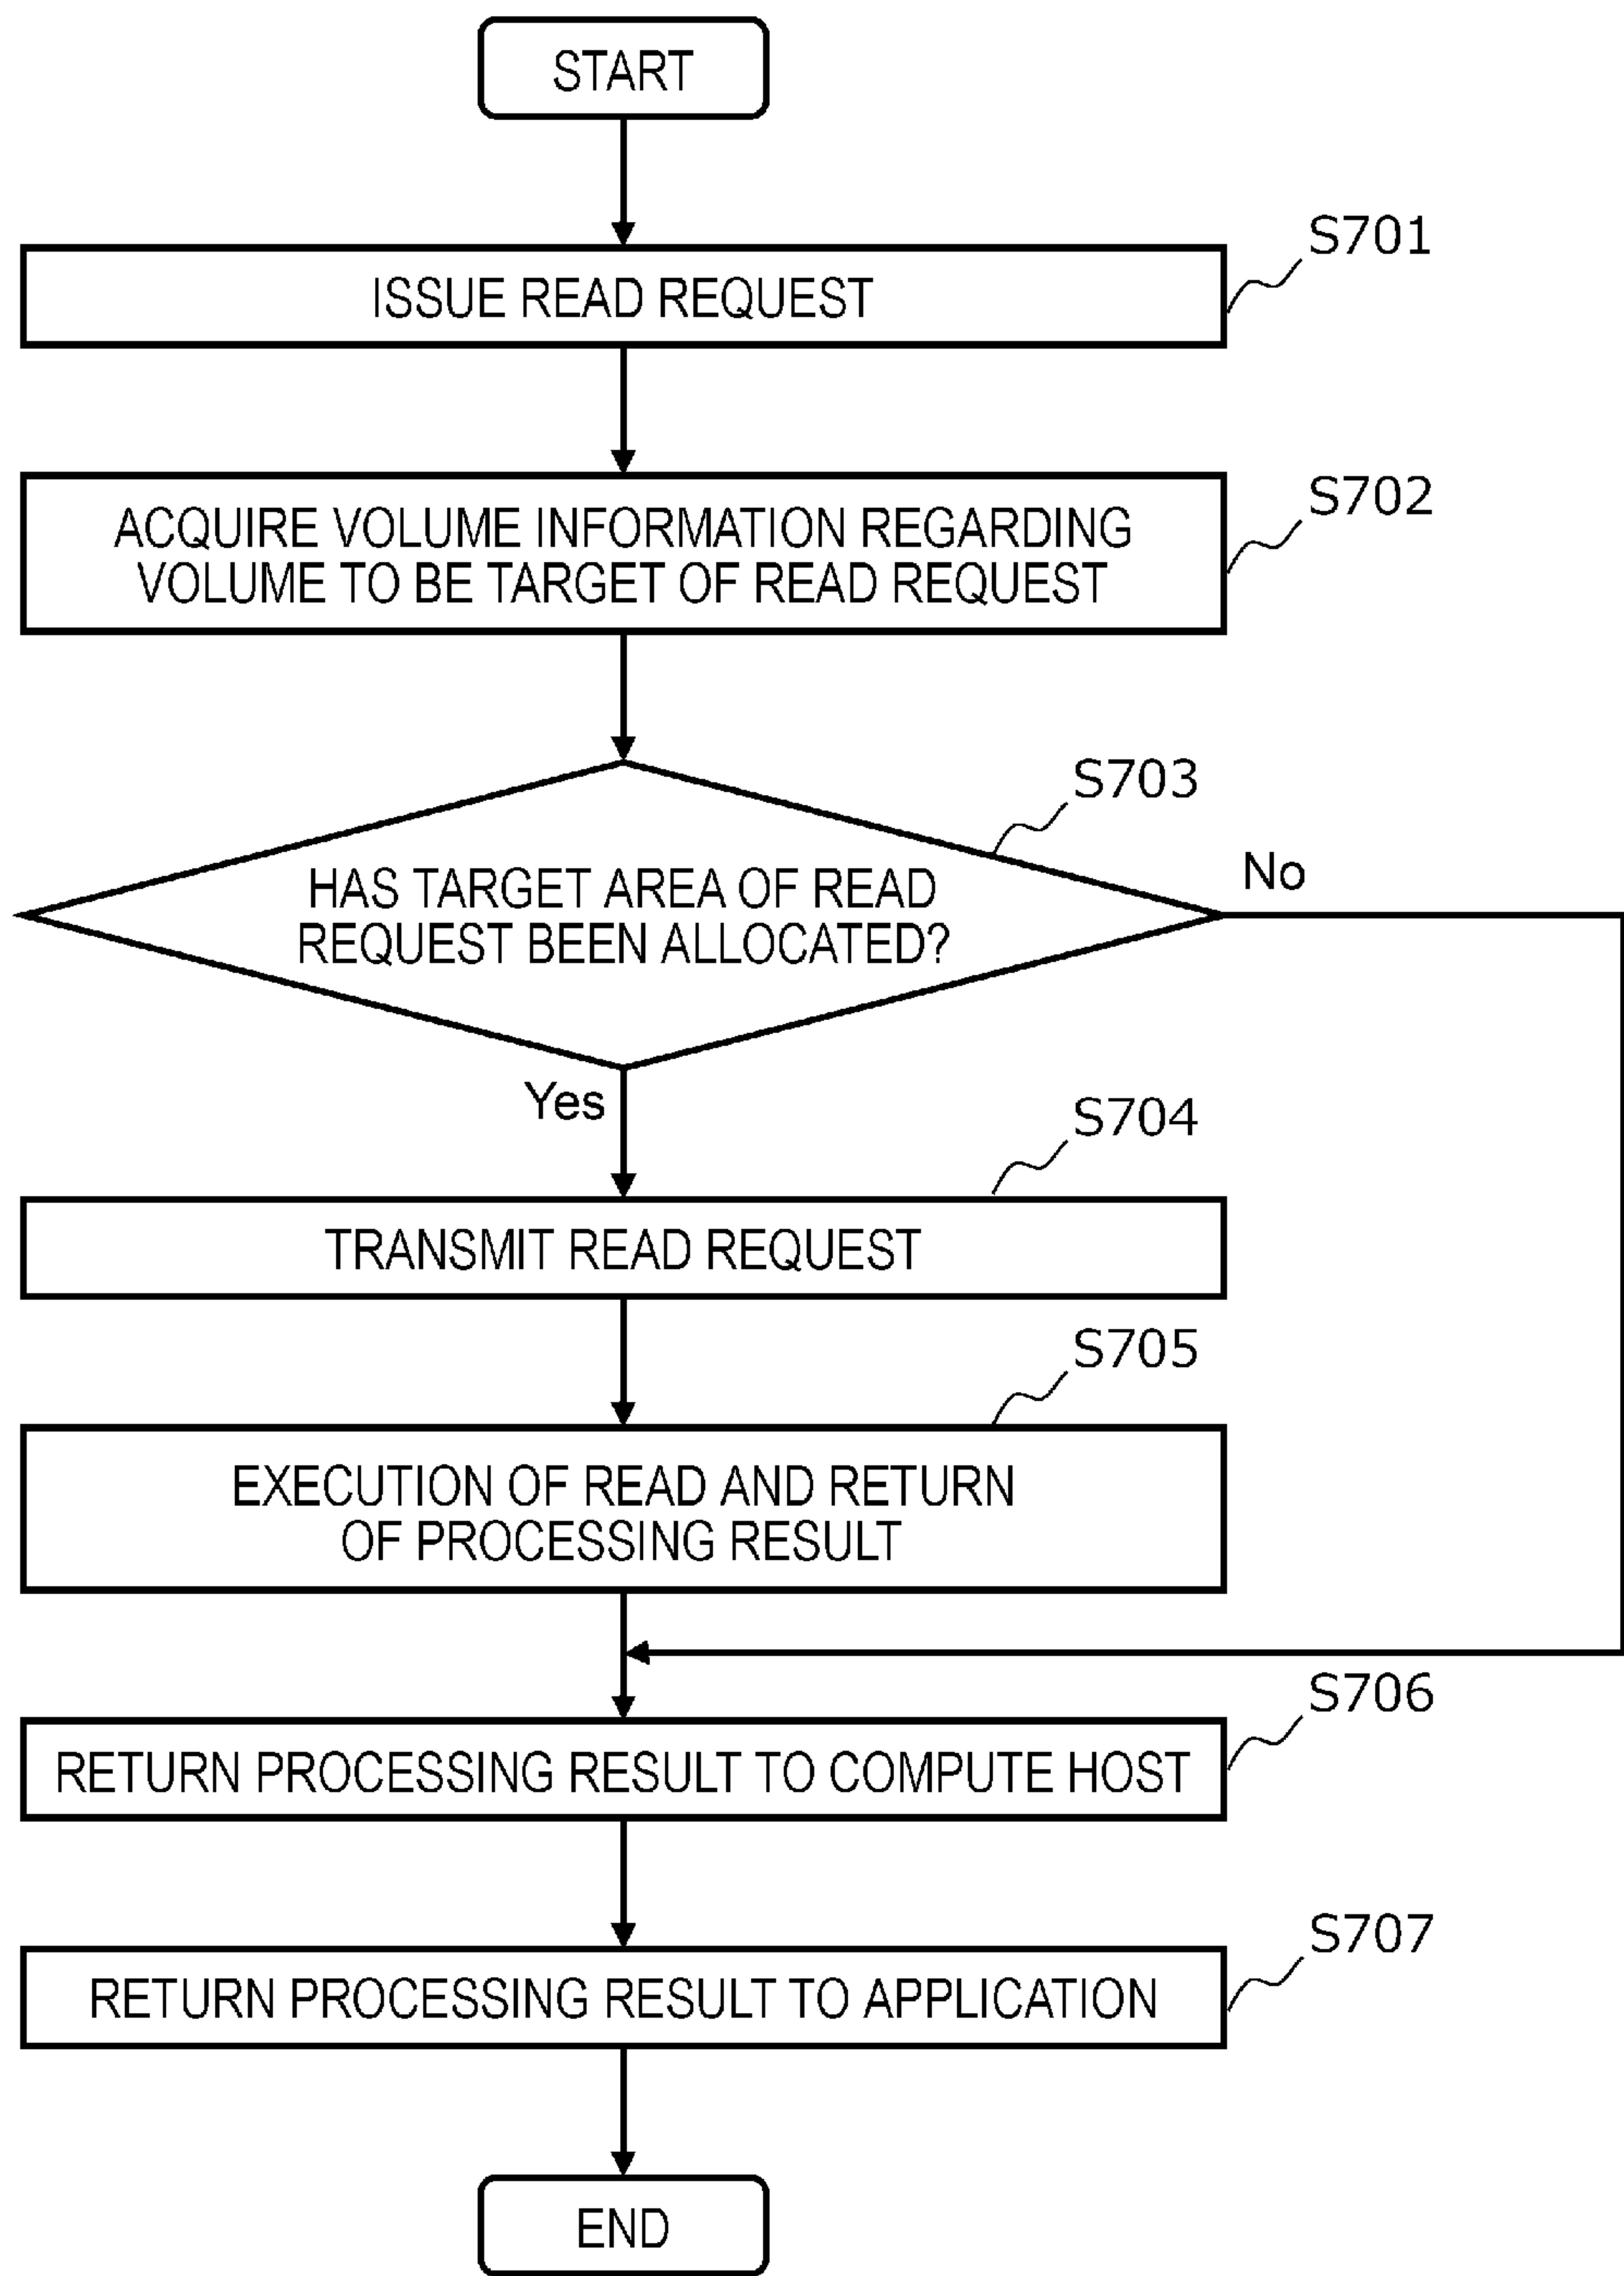 START
S701
ISSUE READ REQUEST
S702
ACQUIRE VOLUME INFORMATION REGARDING
VOLUME TO BE TARGET OF READ REQUEST
S703
HAS TARGET AREA OF READ
REQUEST BEEN ALLOCATED?
No
Yes
S704
TRANSMIT READ REQUEST
S705
EXECUTION OF READ AND RETURN
OF PROCESSING RESULT
S706
RETURN PROCESSING RESULT TO COMPUTE HOST
S707
RETURN PROCESSING RESULT TO APPLICATION
END